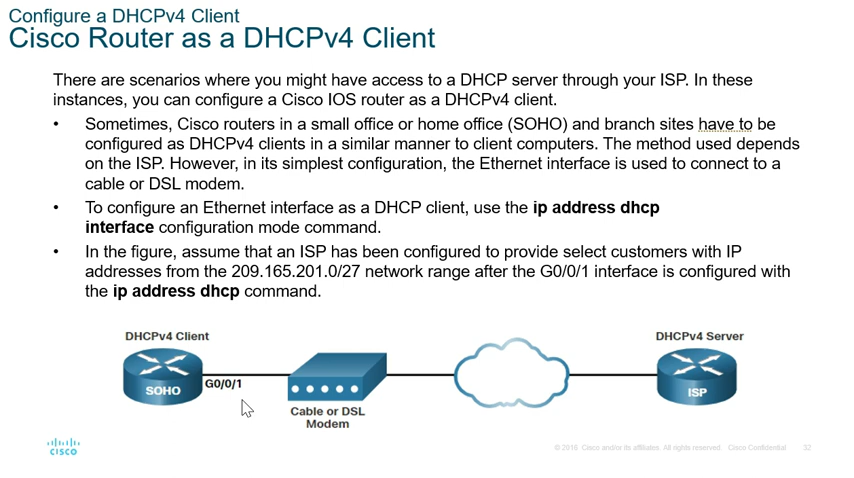 Configure a DHCPv4 Client
Cisco Router as a DHCPv4 Client
There are scenarios where you might have access to a DHCP server through your ISP. In these
instances, you can configure a Cisco IOS router as a DHCPv4 client.
• Sometimes, Cisco routers in a small office or home office (SOHO) and branch sites have to be
configured as DHCPv4 clients in a similar manner to client computers. The method used depends
on the ISP. However, in its simplest configuration, the Ethernet interface is used to connect to a
cable or DSL modem.
• To configure an Ethernet interface as a DHCP client, use the ip address dhcp
interface configuration mode command.
• In the figure, assume that an ISP has been configured to provide select customers with IP
addresses from the 209.165.201.0/27 network range after the G0/0/1 interface is configured with
the ip address dhcp command.
DHCPv4 Client
DHCPv4 Server
SOHO
G0/0/1
ISP
Cable or DSL
Modem
CISCO
© 2016 Cisco and/or its affiliates. All rights reserved. Cisco Confidential 32